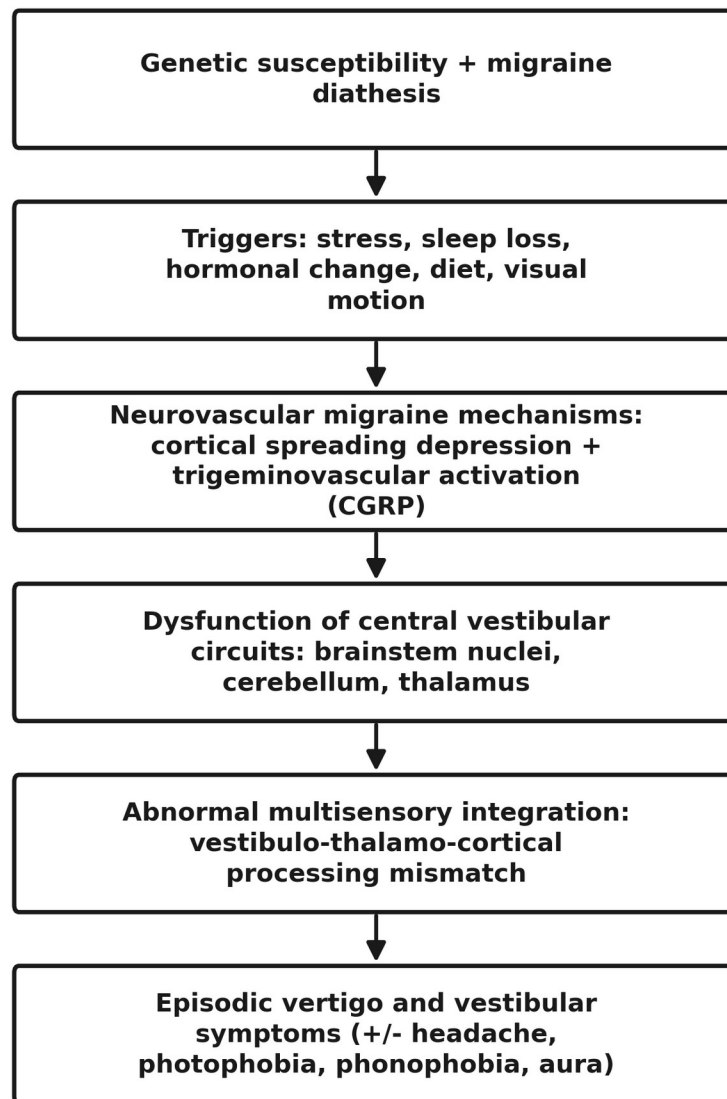 Genetic susceptibility + migraine
diathesis
Triggers: stress, sleep loss,
hormonal change, diet, visual
motion
Neurovascular migraine mechanisms:
cortical spreading depression +
trigeminovascular activation
(CGRP)
Dysfunction of central vestibular
circuits: brainstem nuclei,
cerebellum, thalamus
Abnormal multisensory integration:
vestibulo-thalamo-cortical
processing mismatch
Episodic vertigo and vestibular
symptoms (+/- headache,
photophobia, phonophobia, aura)